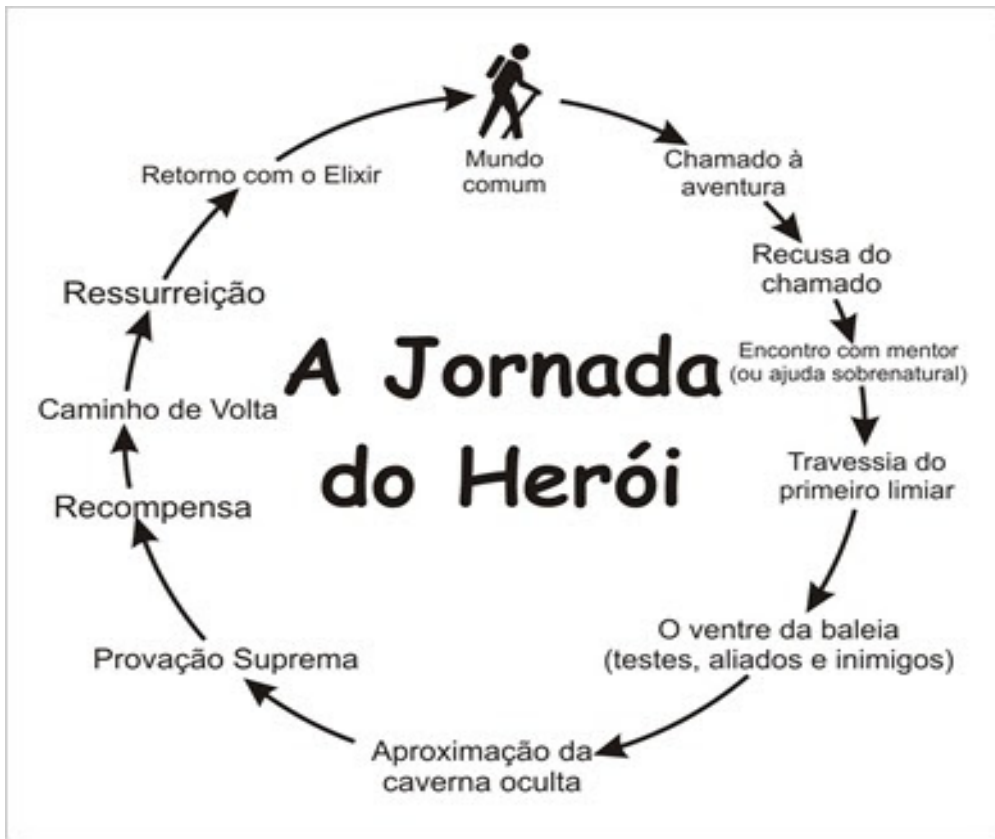 A Jornada
do Herói
Mundo
comum
Chamado à
aventura
Recusa do
chamado
Encontro com mentor
(ou ajuda sobrenatural)
Travessia do
primeiro limiar
O ventre da baleia
(testes, aliados e inimigos)
Aproximação da
caverna oculta
Provação Suprema
Recompensa
Caminho de Volta
Ressurreição
Retorno com o Elixir